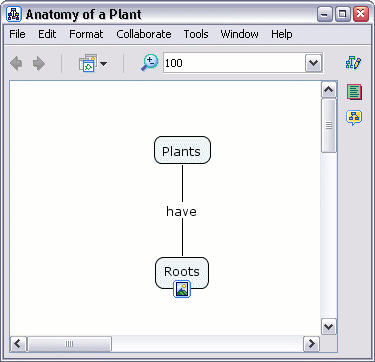 Anatomy of a Plant
File Edit Format Collaborate Tools Window Help
100
Plants
have
Roots